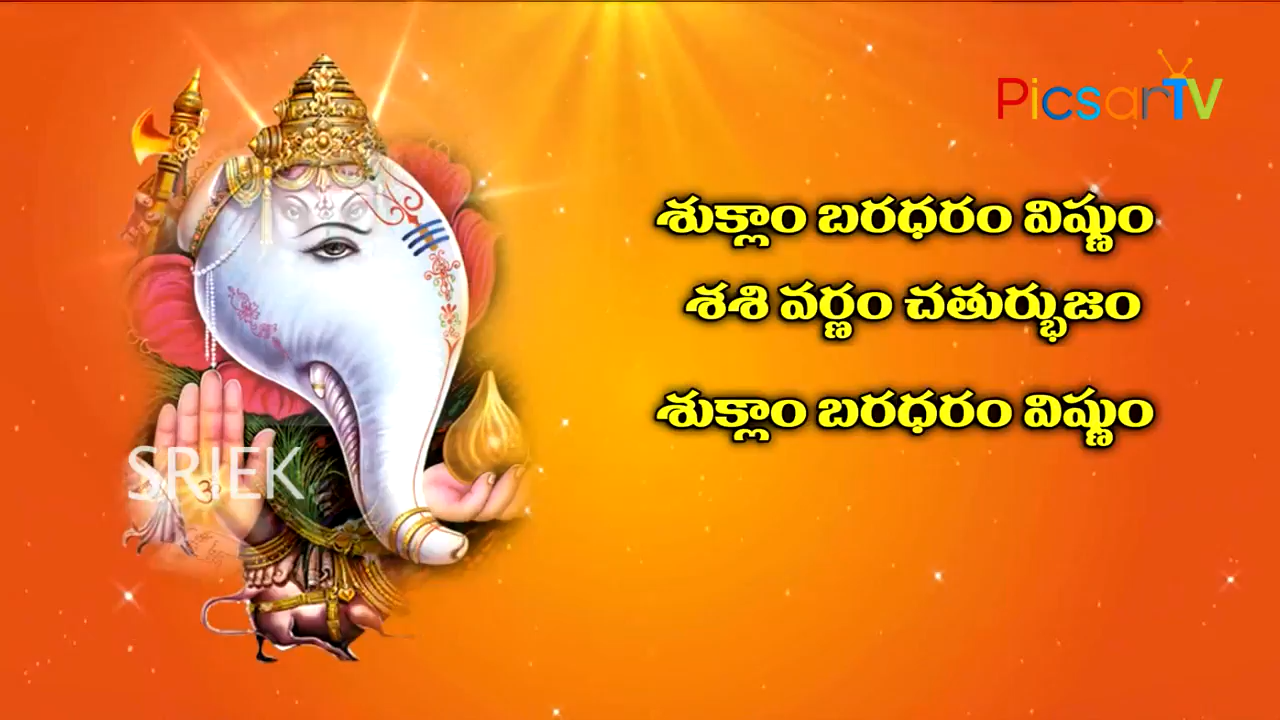 PicsarTV
శుక్లాం బరధరం విష్ణుం
శశి వర్ణం చతుర్భుజం
శుక్లాం బరధరం విష్ణుం
SRIEK
ॐ